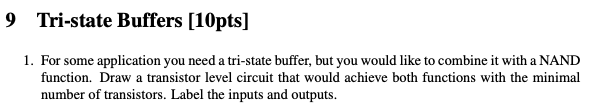 9 Tri-state Buffers [10pts]
1. For some application you need a tri-state buffer, but you would like to combine it with a NAND
function. Draw a transistor level circuit that would achieve both functions with the minimal
number of transistors. Label the inputs and outputs.